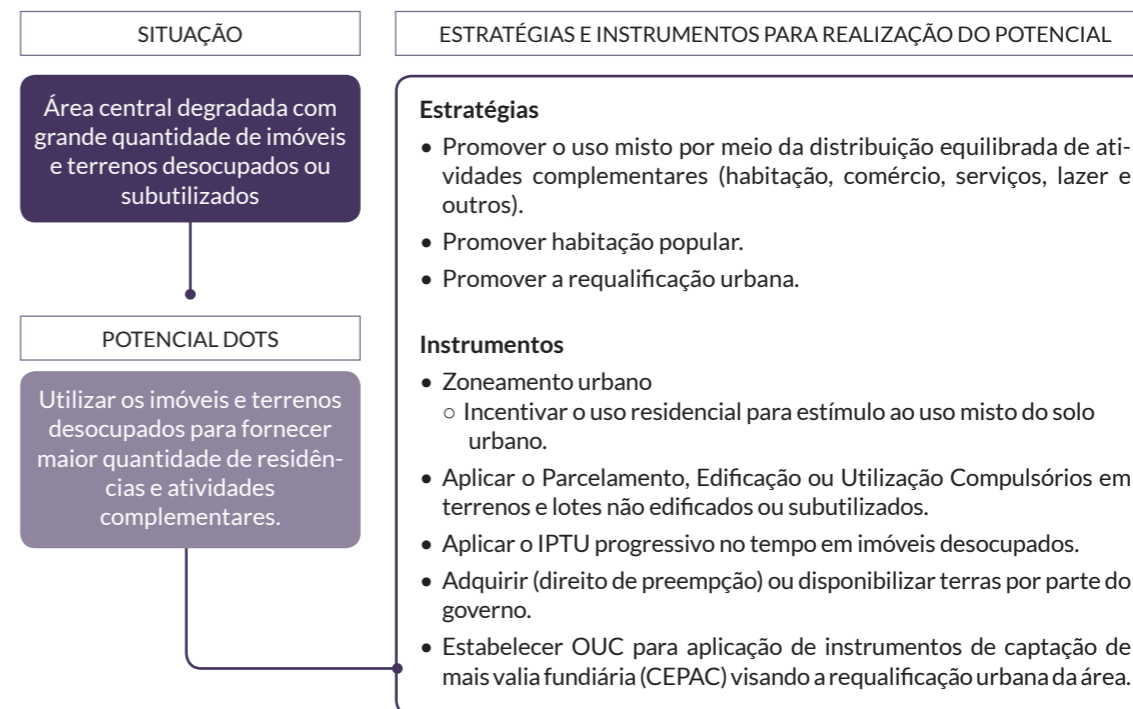 SITUAÇÃO
Área central degradada com
grande quantidade de imóveis
e terrenos desocupados ou
subutilizados
POTENCIAL DOTS
Utilizar os imóveis e terrenos
desocupados para fornecer
maior quantidade de residên-
cias e atividades
complementares.
ESTRATÉGIAS E INSTRUMENTOS PARA REALIZAÇÃO DO POTENCIAL
Estratégias
• Promover o uso misto por meio da distribuição equilibrada de ati-
vidades complementares (habitação, comércio, serviços, lazer e
outros).
• Promover habitação popular.
• Promover a requalificação urbana.
Instrumentos
• Zoneamento urbano
○ Incentivar o uso residencial para estímulo ao uso misto do solo
urbano.
• Aplicar o Parcelamento, Edificação ou Utilização Compulsórios em
terrenos e lotes não edificados ou subutilizados.
• Aplicar o IPTU progressivo no tempo em imóveis desocupados.
• Adquirir (direito de preempção) ou disponibilizar terras por parte do
governo.
• Estabelecer OUC para aplicação de instrumentos de captação de
mais valia fundiária (CEPAC) visando a requalificação urbana da área.